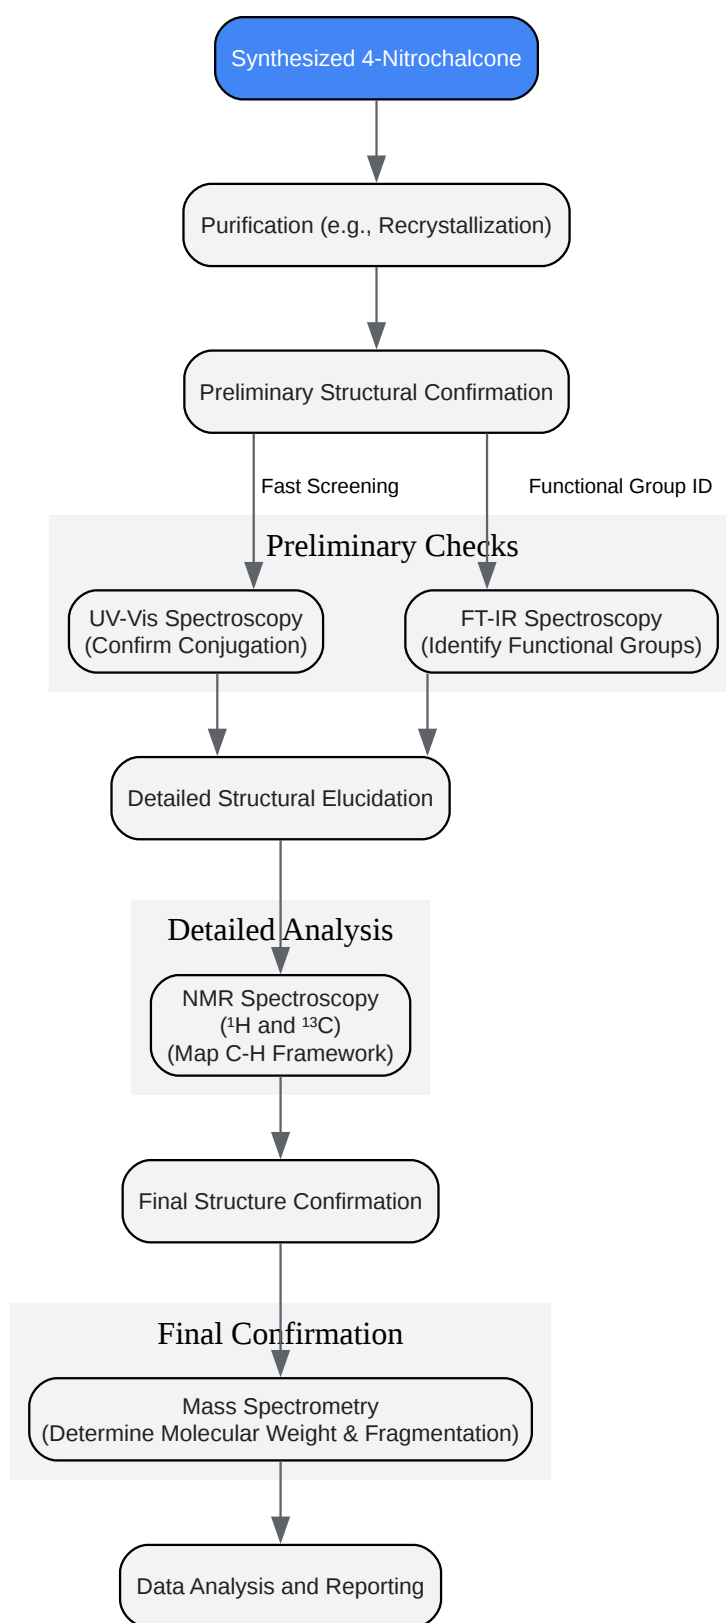 Synthesized 4-Nitrochalcone
Purification (e.g., Recrystallization)
Preliminary Structural Confirmation
Fast Screening
Functional Group ID
Preliminary Checks
UV-Vis Spectroscopy
(Confirm Conjugation)
FT-IR Spectroscopy
(Identify Functional Groups)
Detailed Structural Elucidation
Detailed Analysis
NMR Spectroscopy
(¹H and ¹³C)
(Map C-H Framework)
Final Structure Confirmation
Final Confirmation
Mass Spectrometry
(Determine Molecular Weight & Fragmentation)
Data Analysis and Reporting